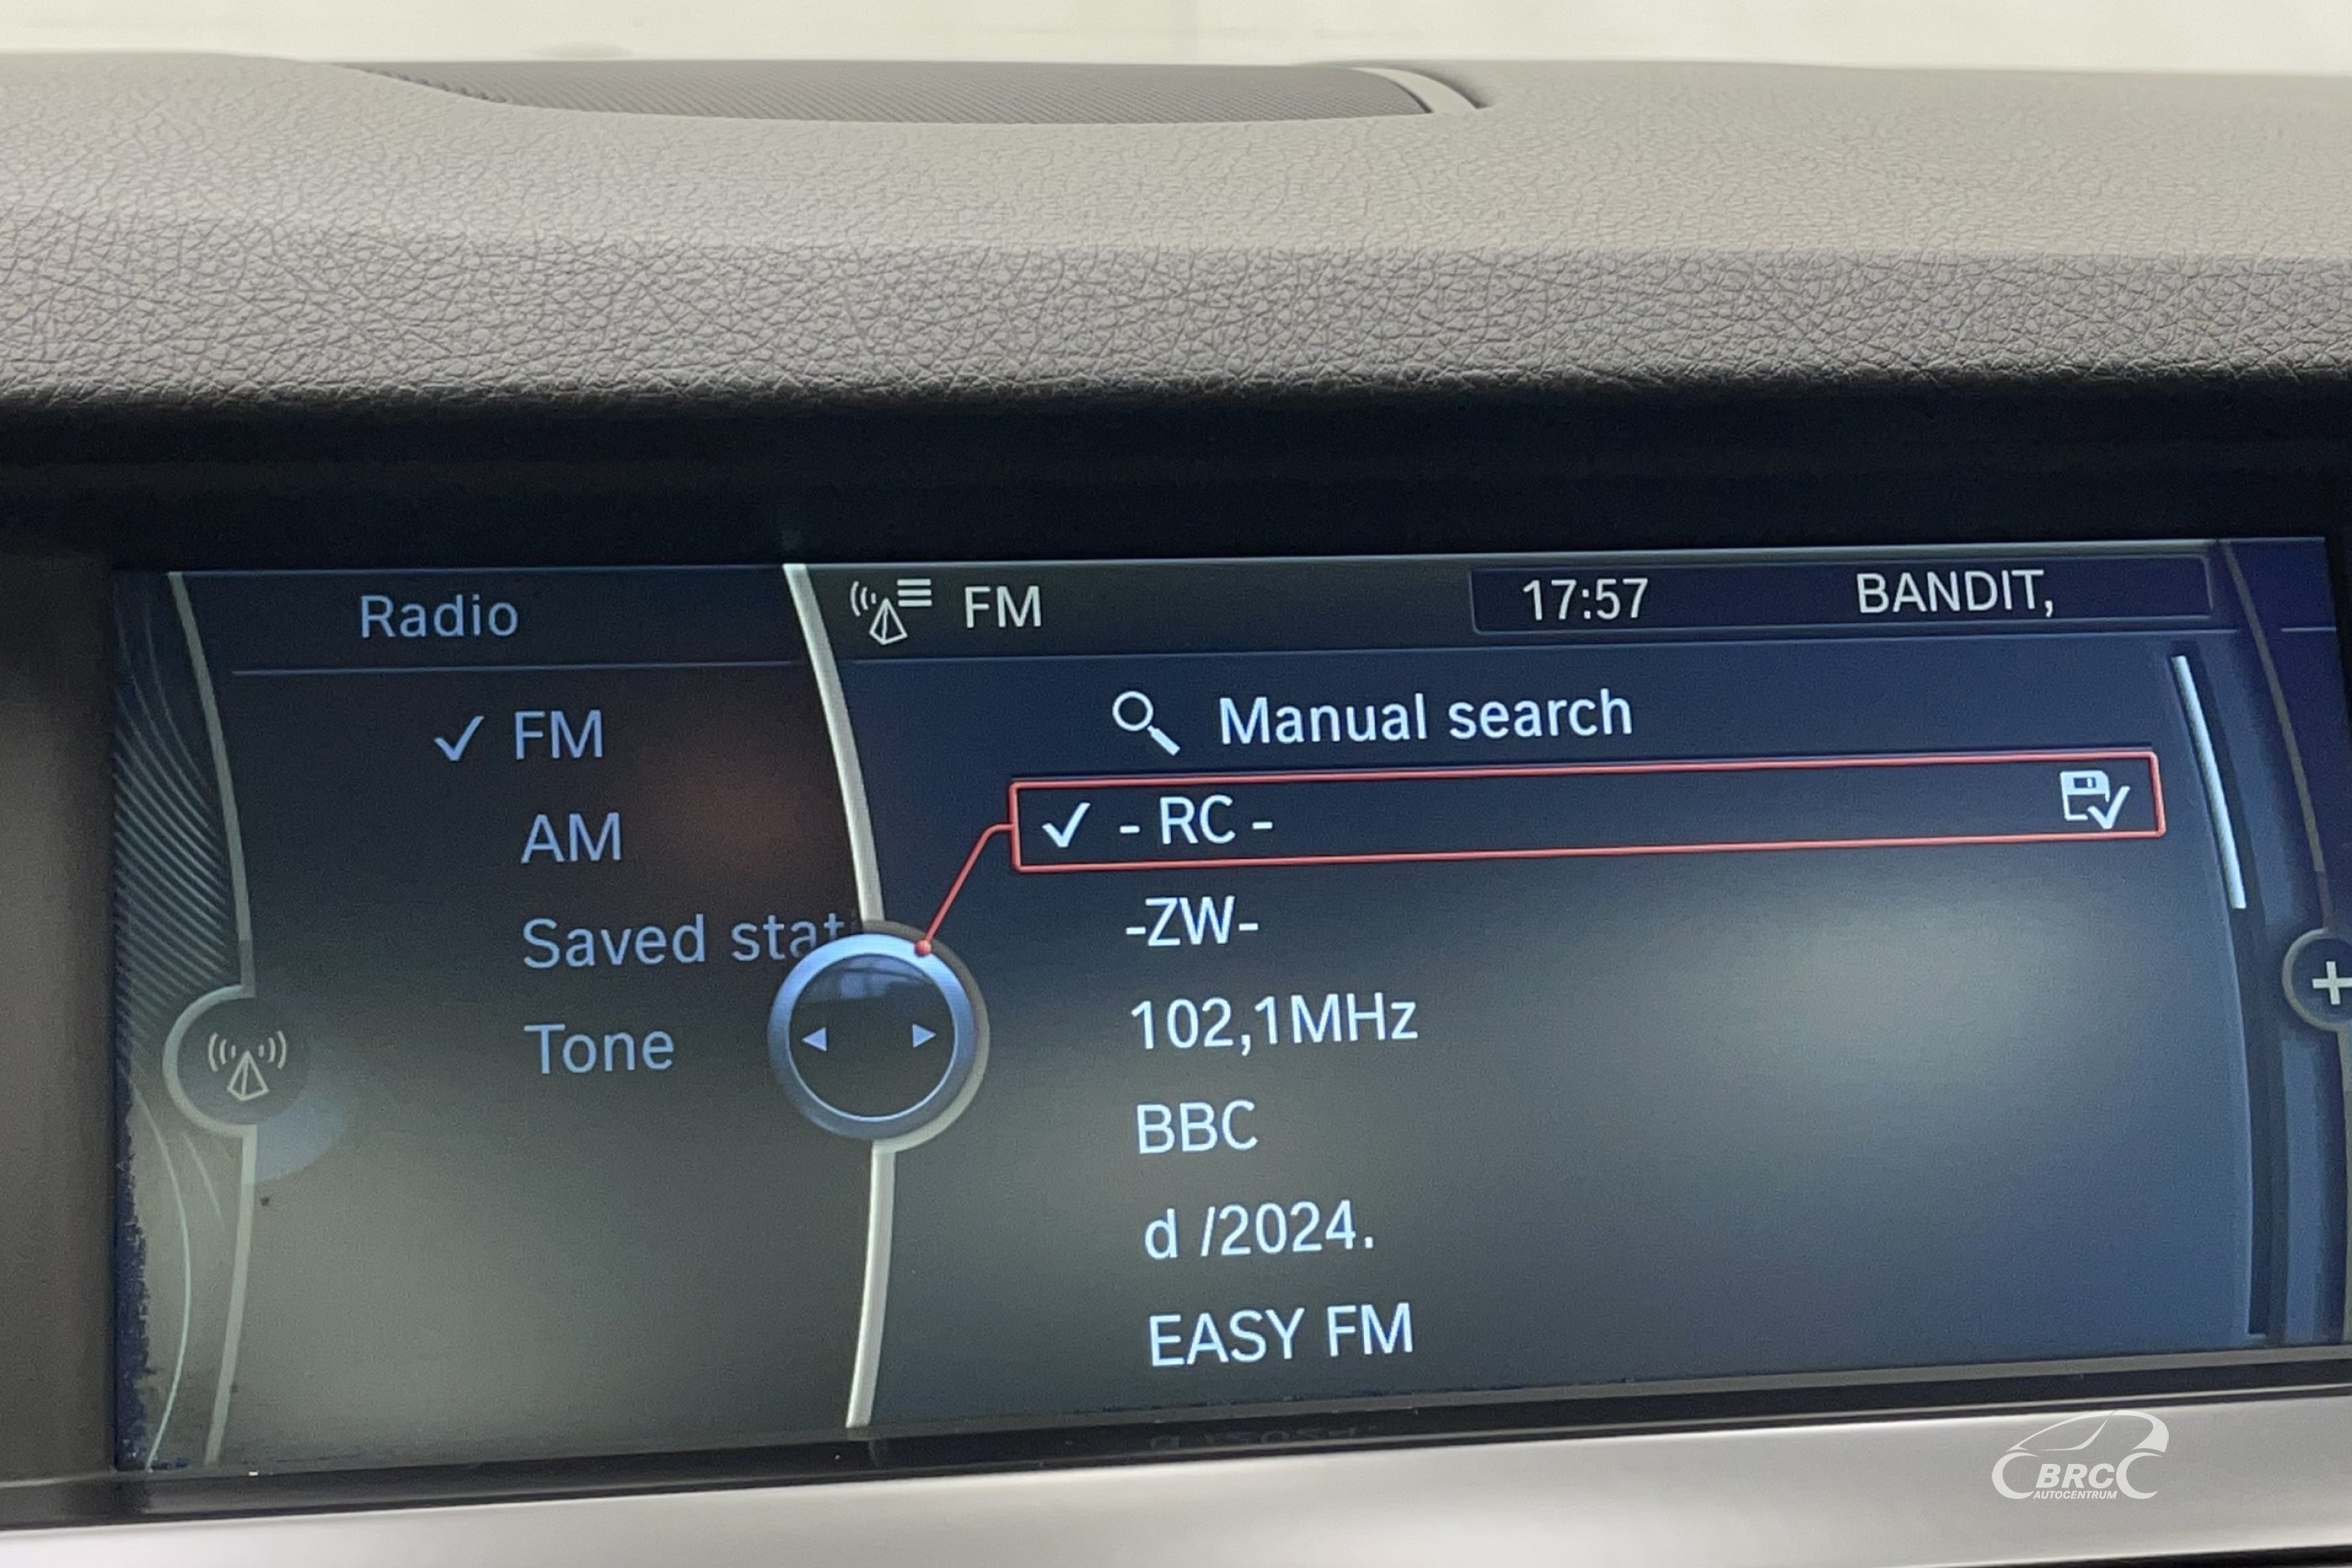 Radio
FM
17:57
BANDIT,
FM
AM
Saved stat
Tone
Manual search
- RC -
-ZW-
102,1MHz
BBC
d /2024.
EASY FM
BRC
AUTOCENTRUM